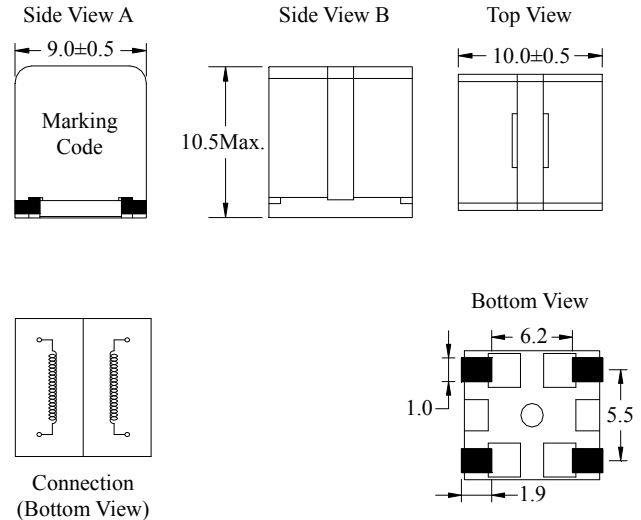 Side View A
Side View B
Top View
9.0±0.5
10.0±0.5
Marking
Code
10.5Max.
Bottom View
6.2
1.0
5.5
1.9
Connection
(Bottom View)